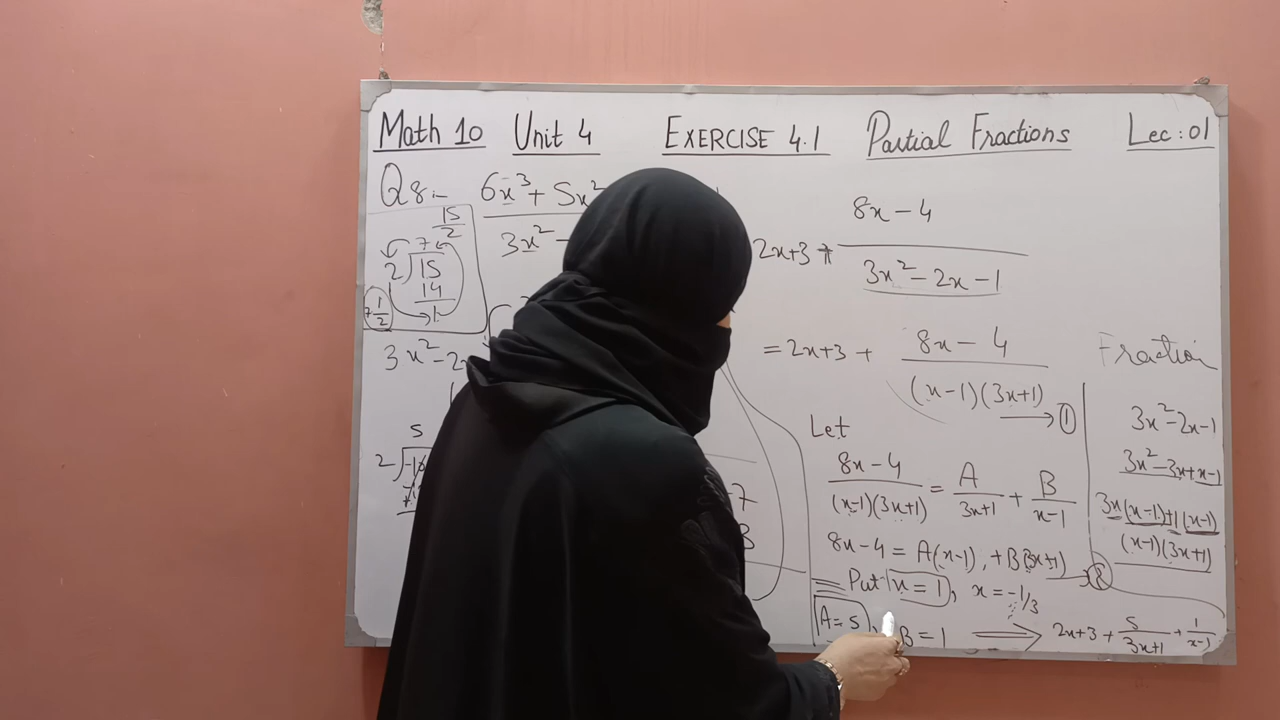 Math 10 Unit 4 EXERCISE 4.1 Partial Fractions Lec: 01
Q8:-
6x³ + 5x²
3x² -
15
2
7
2)15
14
1
7 1/2
3x² - 2x
5
2)-10
2x+3 +
8x - 4
3x² - 2x - 1
= 2x+3 +
8x - 4
(x-1)(3x+1)
→ ①
Let
8x - 4
(x-1)(3x+1)
= A/3x+1 + B/x-1
8x - 4 = A(x-1), + B(3x+1)
→ ②
Put x = 1, x = -1/3
A = 5, B = 1 ⟹ 2x+3 + 5/3x+1 + 1/x-1
Fraction
3x² - 2x - 1
3x² - 3x + x - 1
3x(x-1)+1(x-1)
(x-1)(3x+1)